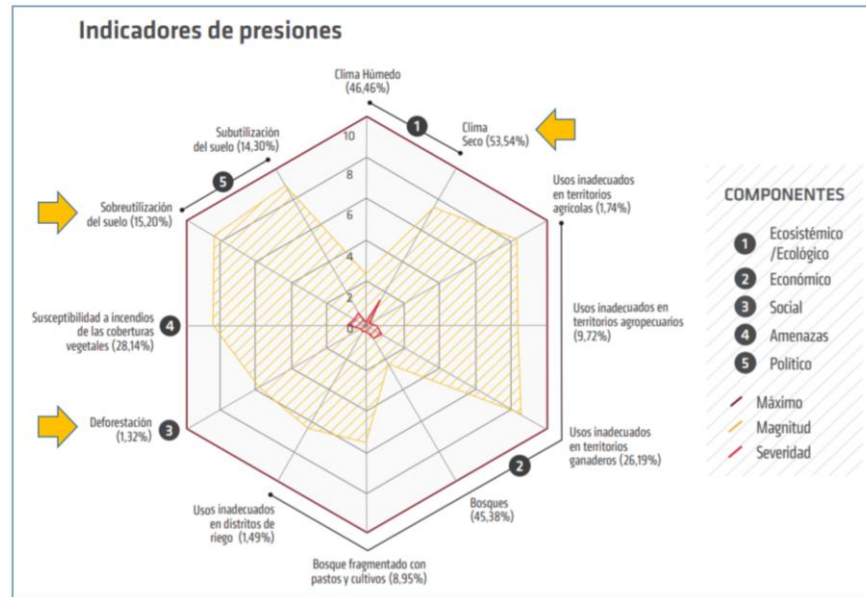 Indicadores de presiones
Clima Húmedo
(46,46%)
1
Clima
Seco (53,54%)
Usos inadecuados
en territorios
agrícolas (1,74%)
Usos inadecuados en
territorios agropecuarios
(9,72%)
Usos inadecuados
en territorios
ganaderos (26,19%)
2
Bosques
(45,38%)
Bosque fragmentado con
pastos y cultivos (8,95%)
Usos inadecuados
en distritos de
riego (1,49%)
Deforestación
(1,32%)
3
Susceptibilidad a incendios
de las coberturas
vegetales (28,14%)
4
Sobreutilización
del suelo (15,20%)
5
Subutilización
del suelo (14,30%)
10
8
6
4
2
0
COMPONENTES
1 Ecosistémico
/Ecológico
2 Económico
3 Social
4 Amenazas
5 Político
Máximo
Magnitud
Severidad